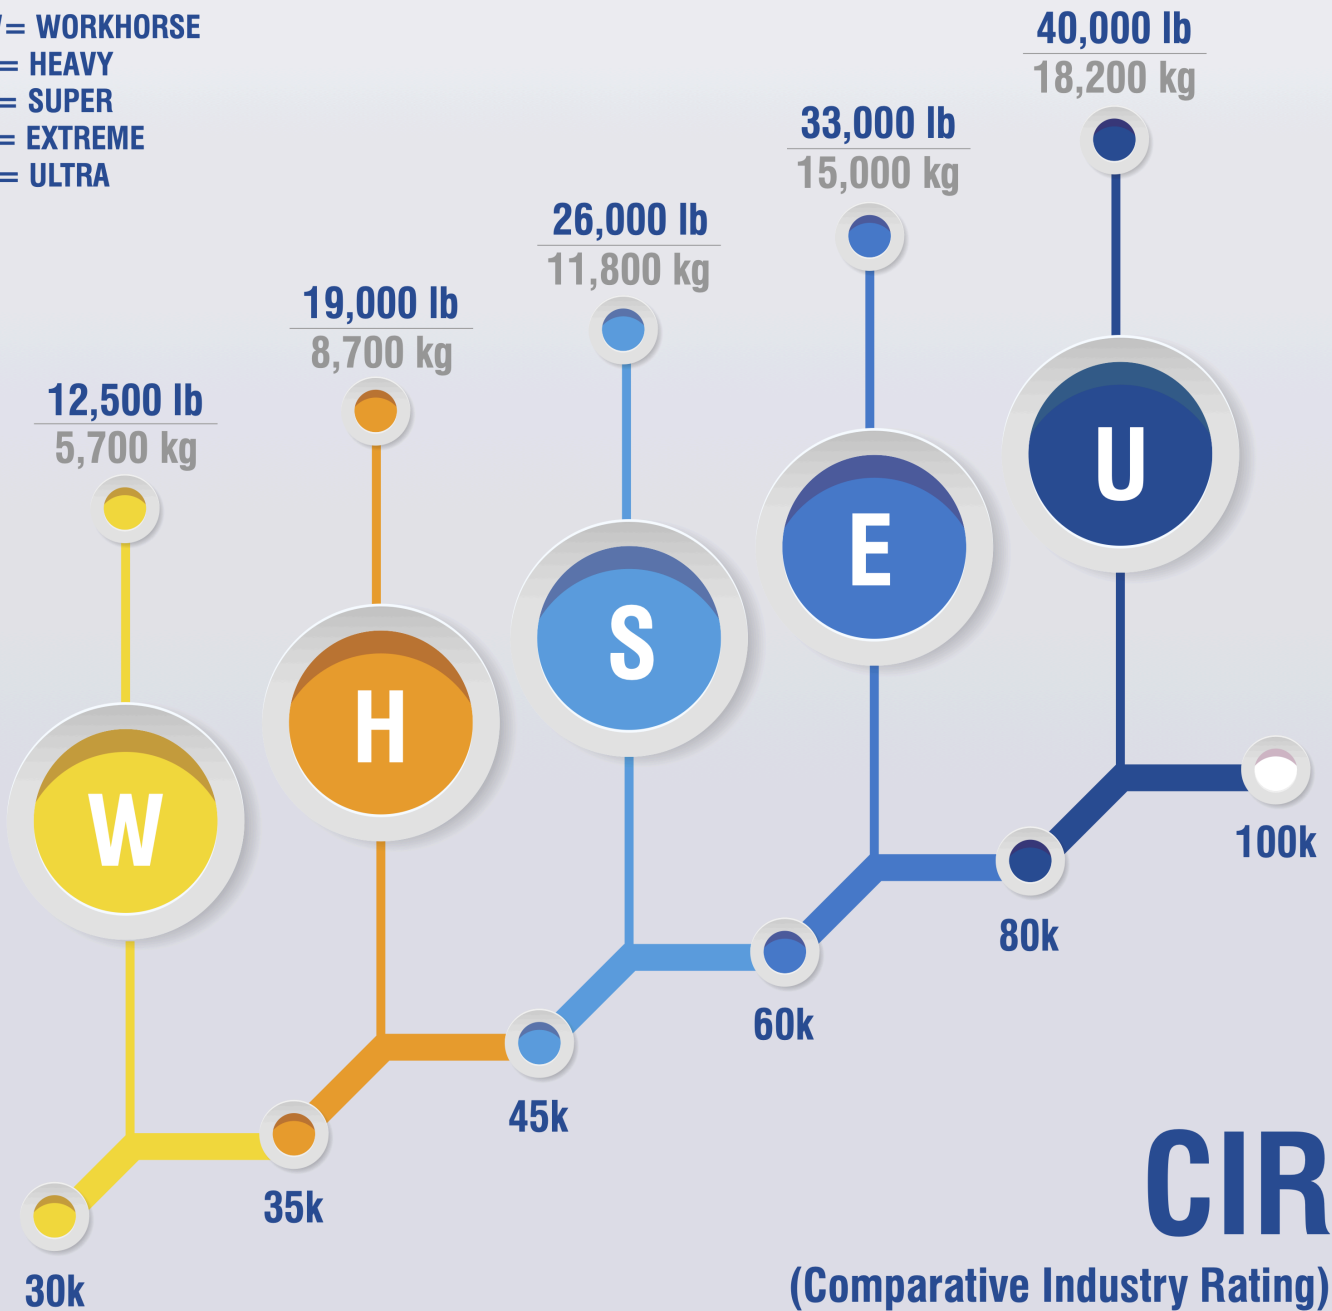 = WORKHORSE
= HEAVY
= SUPER
= EXTREME
= ULTRA
40,000 lb
18,200 kg
33,000 lb
15,000 kg
26,000 lb
11,800 kg
19,000 lb
8,700 kg
12,500 lb
5,700 kg
W
H
S
E
U
30k
35k
45k
60k
80k
100k
CIR
(Comparative Industry Rating)